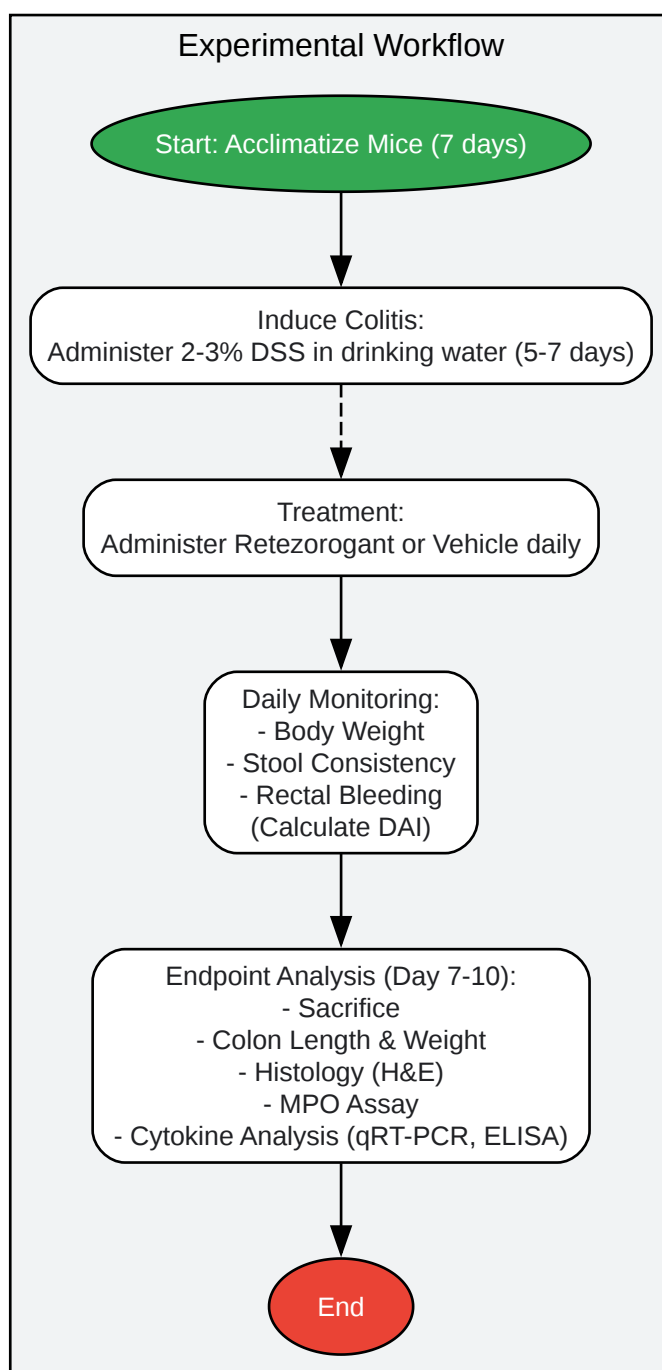 Experimental Workflow
Start: Acclimatize Mice (7 days)
Induce Colitis:
Administer 2-3% DSS in drinking water (5-7 days)
Treatment:
Administer Retezorogant or Vehicle daily
Daily Monitoring:
- Body Weight
- Stool Consistency
- Rectal Bleeding
(Calculate DAI)
Endpoint Analysis (Day 7-10):
- Sacrifice
- Colon Length & Weight
- Histology (H&E)
- MPO Assay
- Cytokine Analysis (qRT-PCR, ELISA)
End